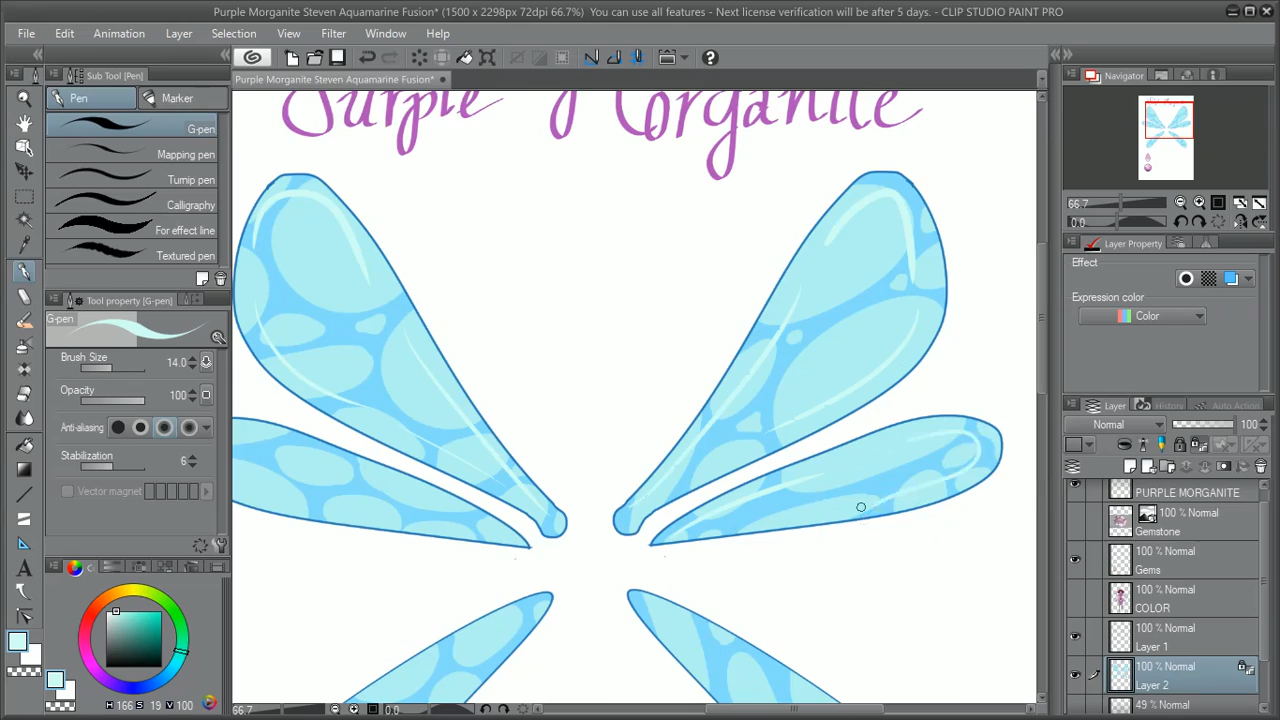 Purple Morganite Steven Aquamarine Fusion* (1500 x 2298px 72dpi 66.7%) You can use all features - Next license verification will be after 5 days. - CLIP STUDIO PAINT PRO
File Edit Animation Layer Selection View Filter Window Help
Sub Tool [Pen]
Pen Marker
G-pen
Mapping pen
Turnip pen
Calligraphy
For effect line
Textured pen
Tool property [G-pen]
G-pen
Brush Size 14.0
Opacity 100
Anti-aliasing
Stabilization 6
Vector magnet
H 166 S 19 V 100
Purple Morganite Steven Aquamarine Fusion*
Purple Morganite
66.7 0.0
Navigator
66.7
0.0
Layer Property
Effect
Expression color
Color
Layer History Auto Action
Normal 100
PURPLE MORGANITE
100 % Normal
Gemstone
100 % Normal
Gems
100 % Normal
COLOR
100 % Normal
Layer 1
100 % Normal
Layer 2
49 % Normal